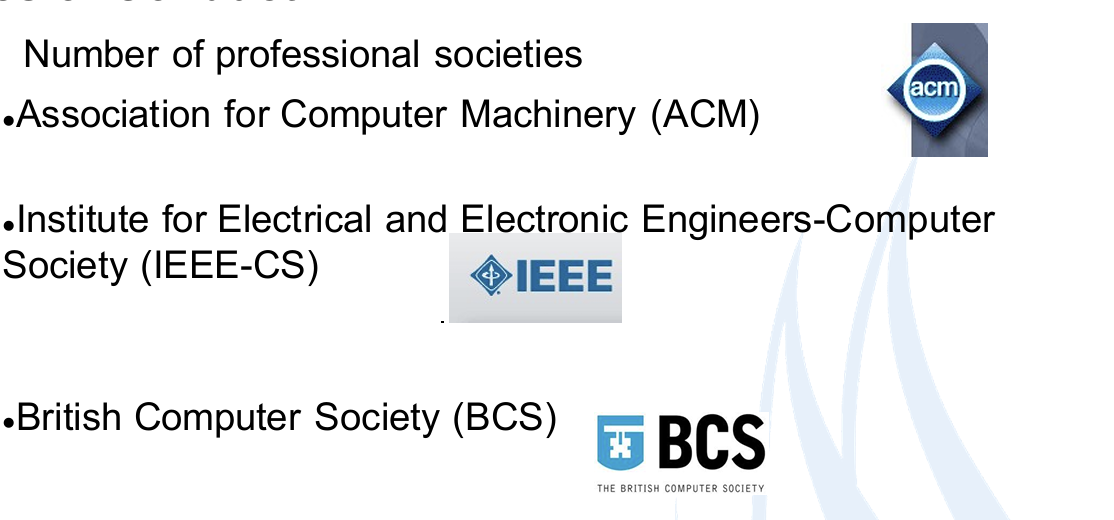 Number of professional societies
acm
•Association for Computer Machinery (ACM)
•Institute for Electrical and Electronic Engineers-Computer
Society (IEEE-CS)
IEEE
.
•British Computer Society (BCS)
BCS
THE BRITISH COMPUTER SOCIETY